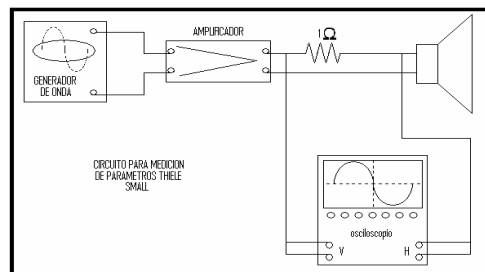 AMPLIFICADOR
1Ω
GENERADOR
DE ONDA
CIRCUITO PARA MEDICION
DE PARAMETROS THIELE
SMALL
osciloscopio
V H